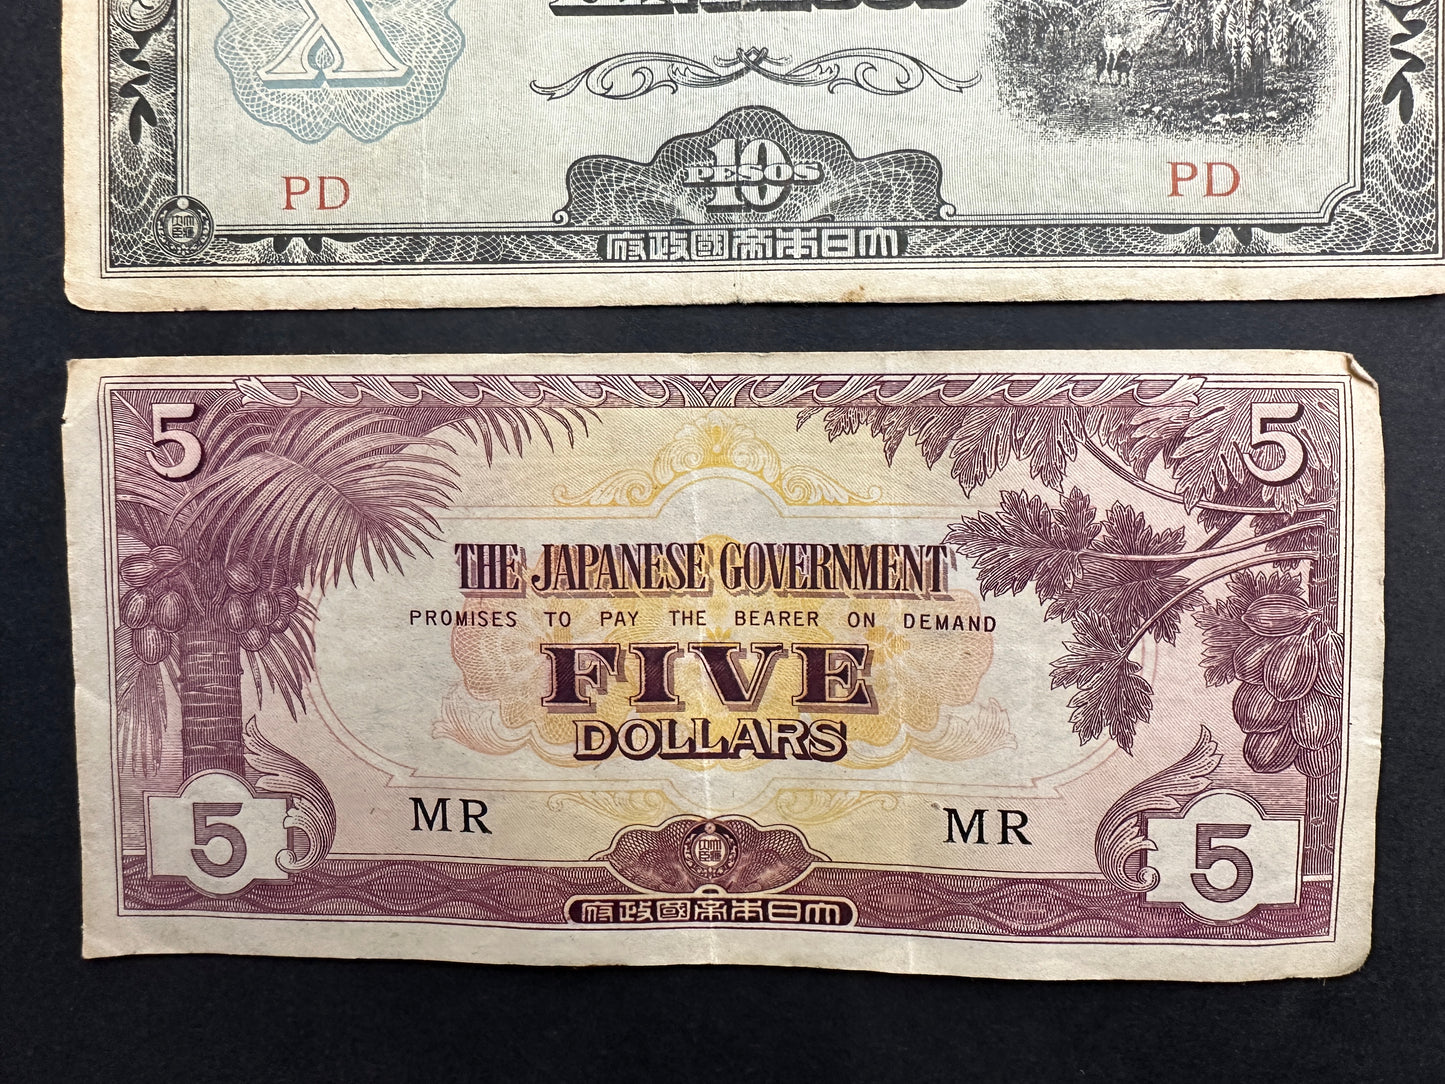 X
PD
10
PESOS
PD
府政國帝本日大
5
5
THE JAPANESE GOVERNMENT
PROMISES TO PAY THE BEARER ON DEMAND
FIVE
DOLLARS
MR
MR
5
5
府政國帝本日大